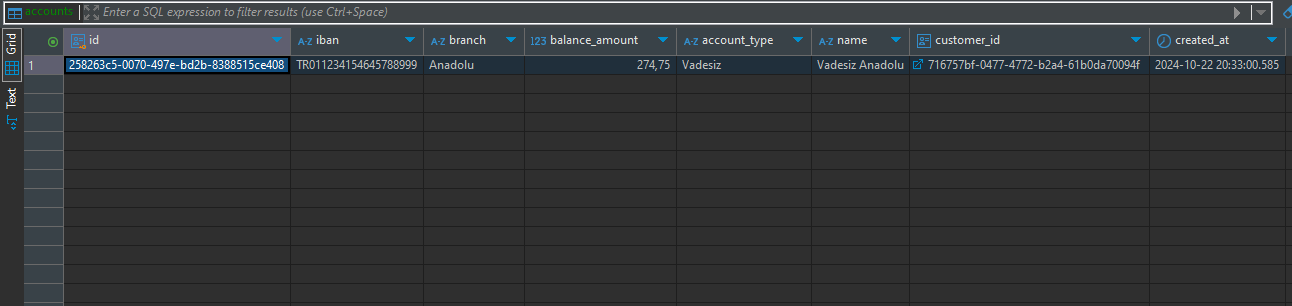 accounts Enter a SQL expression to filter results (use Ctrl+Space)
Grid
Text
id A-Z iban A-Z branch 123 balance_amount A-Z account_type A-Z name customer_id created_at
1 258263c5-0070-497e-bd2b-8388515ce408 TR011234154645788999 Anadolu 274,75 Vadesiz Vadesiz Anadolu 716757bf-0477-4772-b2a4-61b0da70094f 2024-10-22 20:33:00.585